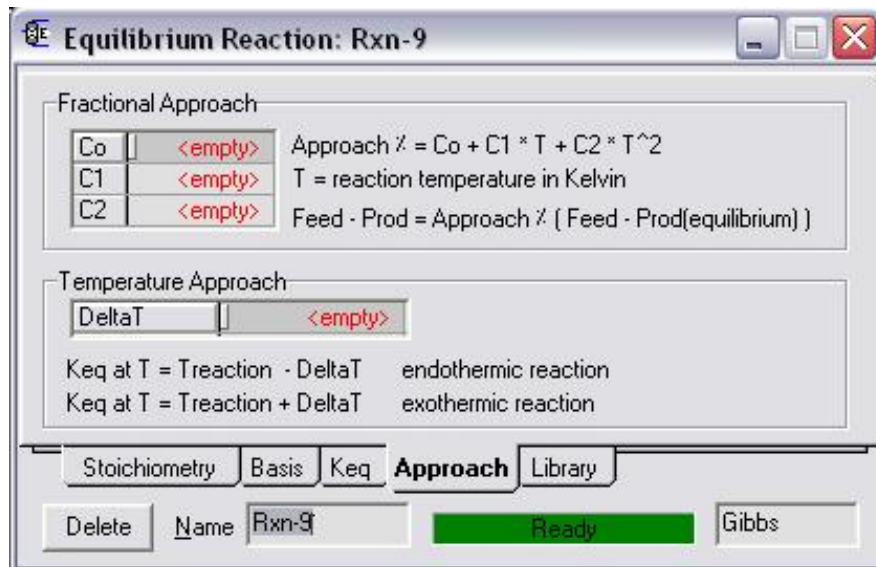 Equilibrium Reaction: Rxn-9
Fractional Approach
Co <empty> Approach % = Co + C1 * T + C2 * T^2
C1 <empty> T = reaction temperature in Kelvin
C2 <empty> Feed - Prod = Approach % ( Feed - Prod(equilibrium) )
Temperature Approach
DeltaT <empty>
Keq at T = Treaction - DeltaT endothermic reaction
Keq at T = Treaction + DeltaT exothermic reaction
Stoichiometry Basis Keq Approach Library
Delete Name Rxn-9 Ready Gibbs